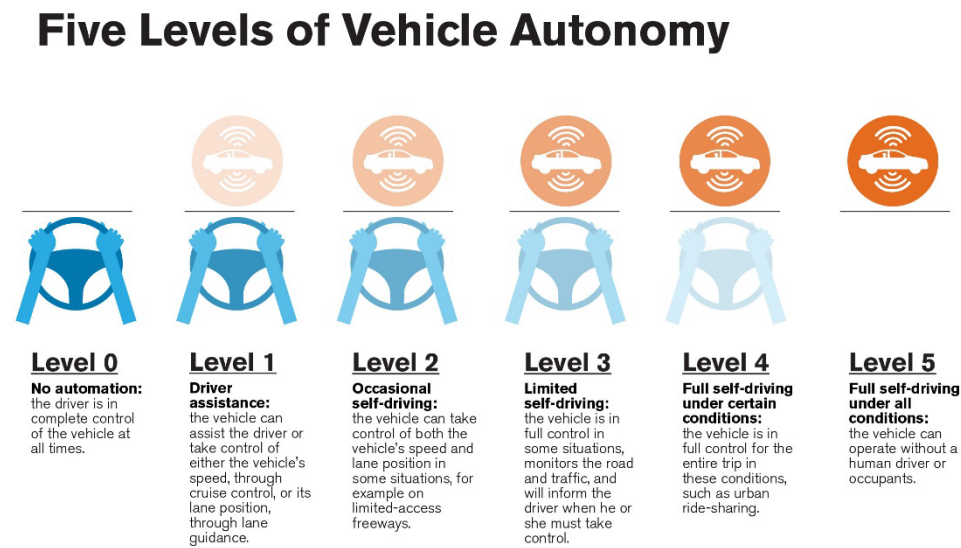 Five Levels of Vehicle Autonomy
Level 0
No automation:
the driver is in
complete control
of the vehicle at
all times.
Level 1
Driver
assistance:
the vehicle can
assist the driver or
take control of
either the vehicle's
speed, through
cruise control, or its
lane position,
through lane
guidance.
Level 2
Occasional
self-driving:
the vehicle can take
control of both the
vehicle's speed and
lane position in
some situations, for
example on
limited-access
freeways.
Level 3
Limited
self-driving:
the vehicle is in
full control in
some situations,
monitors the road
and traffic, and
will inform the
driver when he or
she must take
control.
Level 4
Full self-driving
under certain
conditions:
the vehicle is in
full control for the
entire trip in
these conditions,
such as urban
ride-sharing.
Level 5
Full self-driving
under all
conditions:
the vehicle can
operate without a
human driver or
occupants.